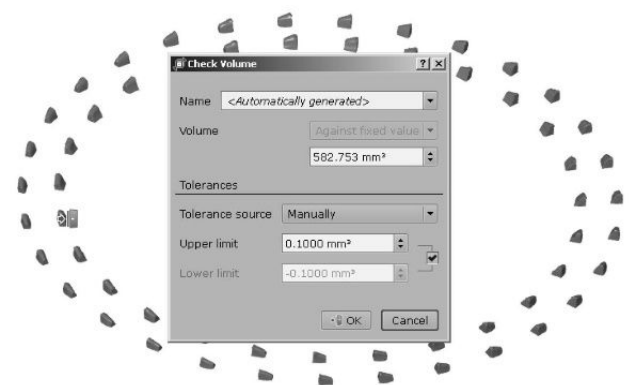 Check Volume
Name <Automatically generated>
Volume Against fixed value
582.753 mm³
Tolerances
Tolerance source Manually
Upper limit 0.1000 mm³
Lower limit -0.1000 mm³
OK Cancel